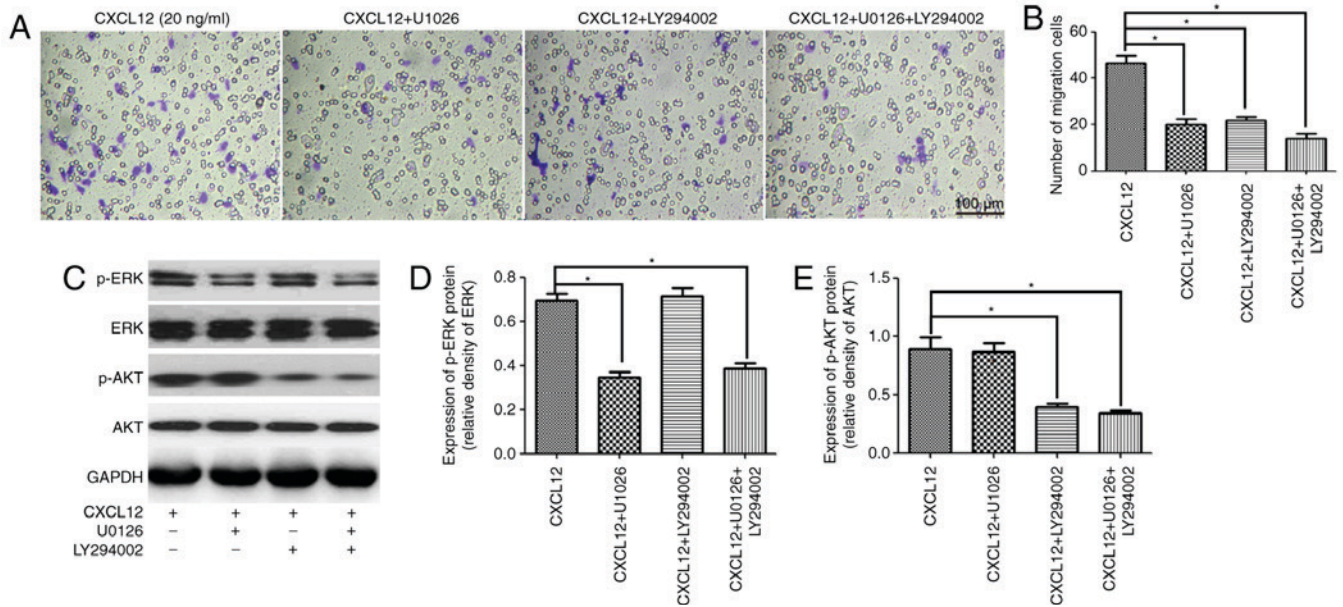 A
CXCL12 (20 ng/ml)
CXCL12+U1026
CXCL12+LY294002
CXCL12+U0126+LY294002
100 µm
B
Number of migration cells
60
40
20
0
*
*
*
CXCL12
CXCL12+U1026
CXCL12+LY294002
CXCL12+U0126+
LY294002
C
p-ERK
ERK
p-AKT
AKT
GAPDH
CXCL12 + + + +
U0126 – + – +
LY294002 – – + +
D
Expression of p-ERK protein
(relative density of ERK)
0.8
0.6
0.4
0.2
0.0
*
*
CXCL12
CXCL12+U1026
CXCL12+LY294002
CXCL12+U0126+
LY294002
E
Expression of p-AKT protein
(relative density of AKT)
1.5
1.0
0.5
0.0
*
*
CXCL12
CXCL12+U1026
CXCL12+LY294002
CXCL12+U0126+
LY294002